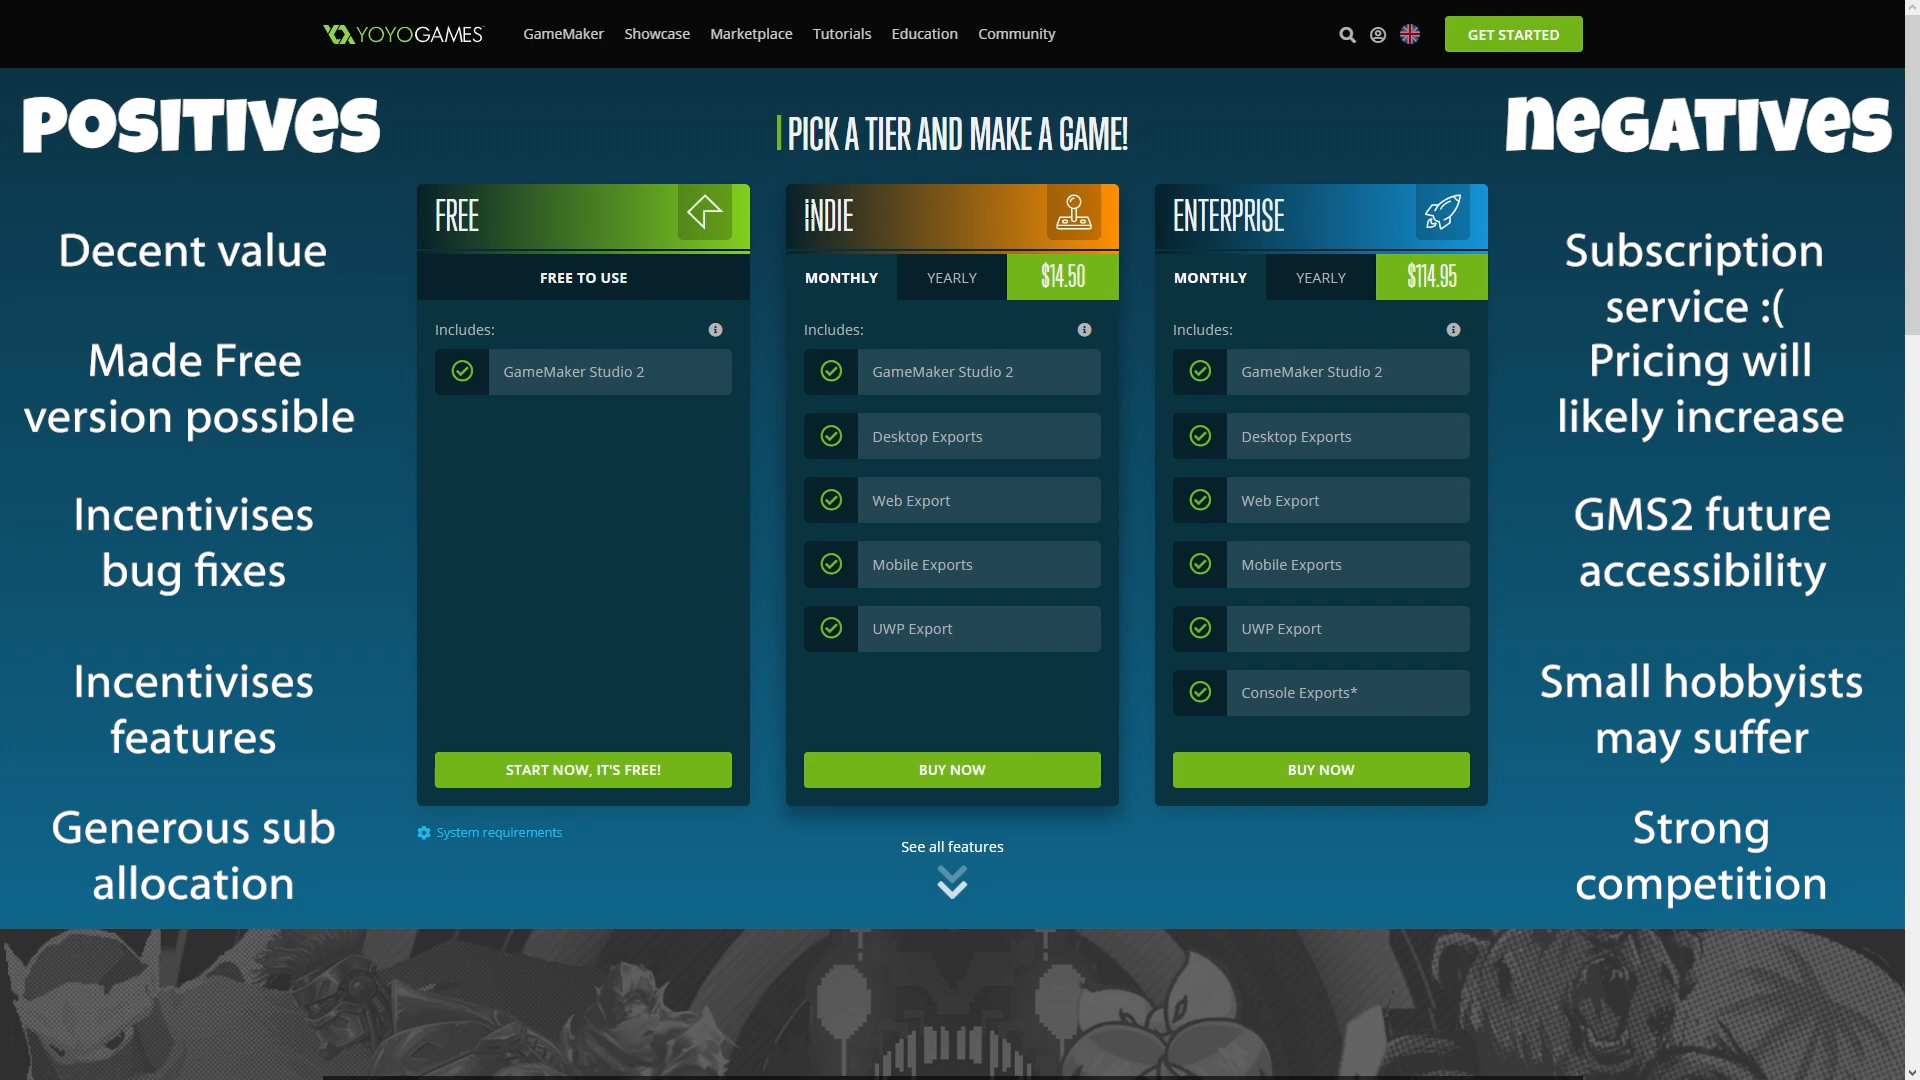 YOYOGAMES
GameMaker Showcase Marketplace Tutorials Education Community
GET STARTED
POSITIVES
Decent value
Made Free
version possible
Incentivises
bug fixes
Incentivises
features
Generous sub
allocation
PICK A TIER AND MAKE A GAME!
FREE
FREE TO USE
Includes:
GameMaker Studio 2
START NOW, IT'S FREE!
System requirements
INDIE
MONTHLY YEARLY $14.50
Includes:
GameMaker Studio 2
Desktop Exports
Web Export
Mobile Exports
UWP Export
BUY NOW
See all features
ENTERPRISE
MONTHLY YEARLY $114.95
Includes:
GameMaker Studio 2
Desktop Exports
Web Export
Mobile Exports
UWP Export
Console Exports*
BUY NOW
NEGATIVES
Subscription
service :(
Pricing will
likely increase
GMS2 future
accessibility
Small hobbyists
may suffer
Strong
competition